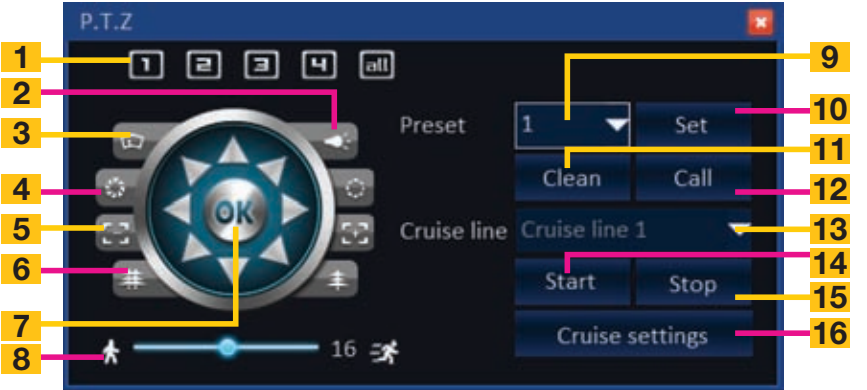 P.T.Z
1 1 2 3 4 all 9
2
3 Preset 1 Set 10
11
4 Clean Call 12
OK
5 Cruise line Cruise line 1 13
6 14
Start Stop
7 15
16 Cruise settings 16
8